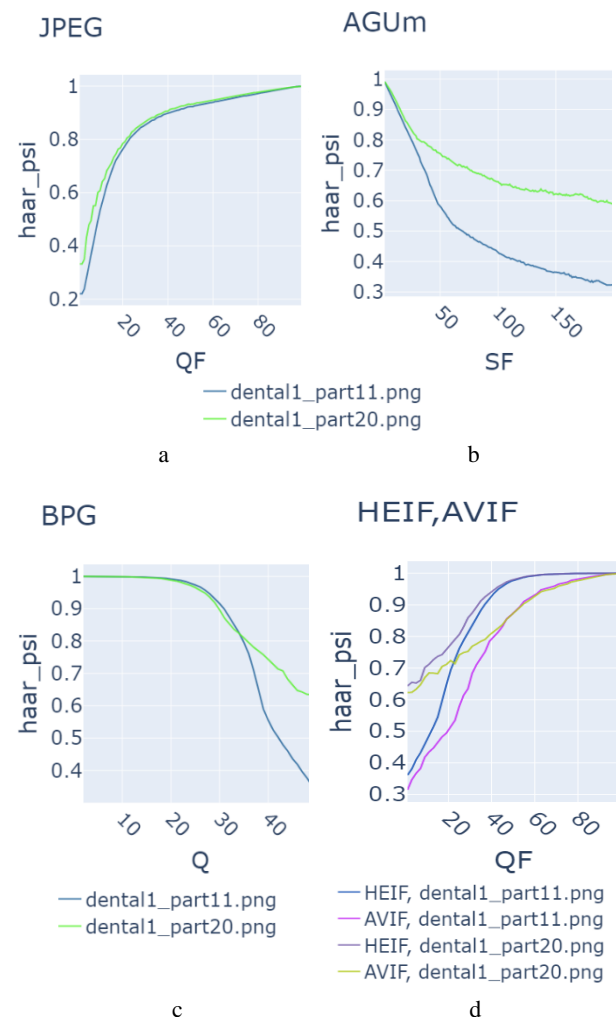 JPEG
AGUm
1
0.8
0.6
0.4
0.2
haar_psi
20
40
60
80
QF
1
0.9
0.8
0.7
0.6
0.5
0.4
0.3
haar_psi
50
100
150
SF
dental1_part11.png
dental1_part20.png
a
b
BPG
HEIF,AVIF
1
0.9
0.8
0.7
0.6
0.5
0.4
haar_psi
10
20
30
40
Q
dental1_part11.png
dental1_part20.png
1
0.9
0.8
0.7
0.6
0.5
0.4
0.3
haar_psi
20
40
60
80
QF
HEIF, dental1_part11.png
AVIF, dental1_part11.png
HEIF, dental1_part20.png
AVIF, dental1_part20.png
c
d